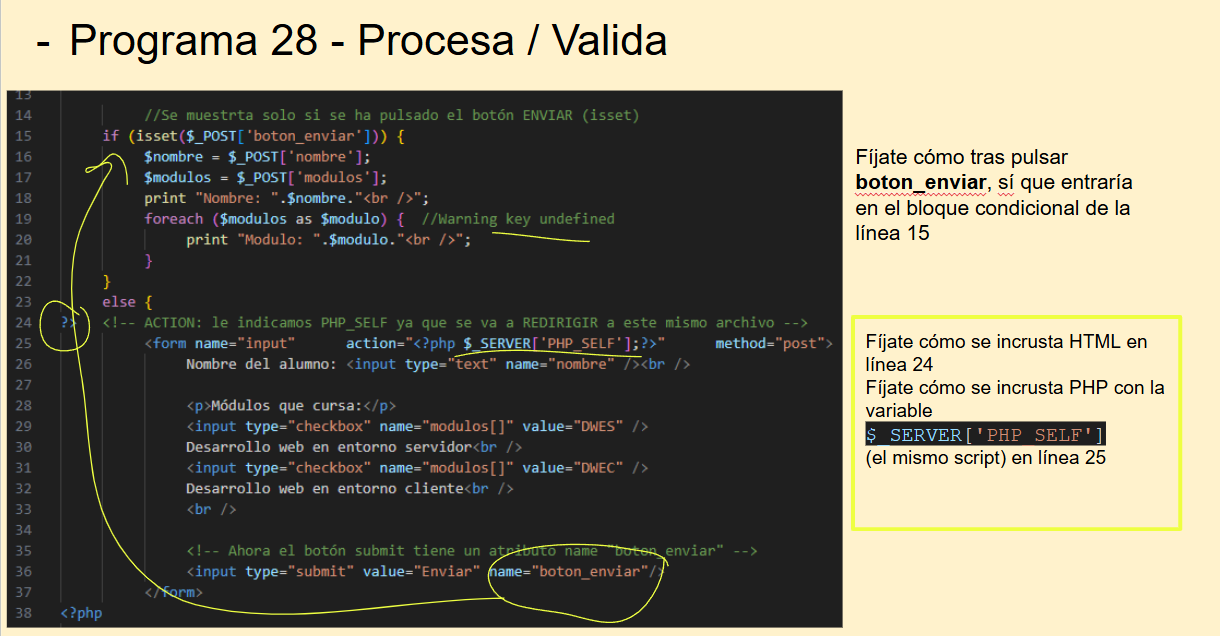 - Programa 28 - Procesa / Valida
13
14 //Se muestrta solo si se ha pulsado el botón ENVIAR (isset)
15 if (isset($_POST['boton_enviar'])) {
16 $nombre = $_POST['nombre'];
17 $modulos = $_POST['modulos'];
18 print "Nombre: ".$nombre."<br />";
19 foreach ($modulos as $modulo) { //Warning key undefined
20 print "Modulo: ".$modulo."<br />";
21 }
22 }
23 else {
24 ?> <!-- ACTION: le indicamos PHP_SELF ya que se va a REDIRIGIR a este mismo archivo -->
25 <form name="input" action="<?php $_SERVER['PHP_SELF'];?>" method="post">
26 Nombre del alumno: <input type="text" name="nombre" /><br />
27
28 <p>Módulos que cursa:</p>
29 <input type="checkbox" name="modulos[]" value="DWES" />
30 Desarrollo web en entorno servidor<br />
31 <input type="checkbox" name="modulos[]" value="DWEC" />
32 Desarrollo web en entorno cliente<br />
33 <br />
34
35 <!-- Ahora el botón submit tiene un atributo name "boton_enviar" -->
36 <input type="submit" value="Enviar" name="boton_enviar"/>
37 </form>
38 <?php
Fíjate cómo tras pulsar
boton_enviar, sí que entraría
en el bloque condicional de la
línea 15
Fíjate cómo se incrusta HTML en
línea 24
Fíjate cómo se incrusta PHP con la
variable
$_SERVER['PHP_SELF']
(el mismo script) en línea 25